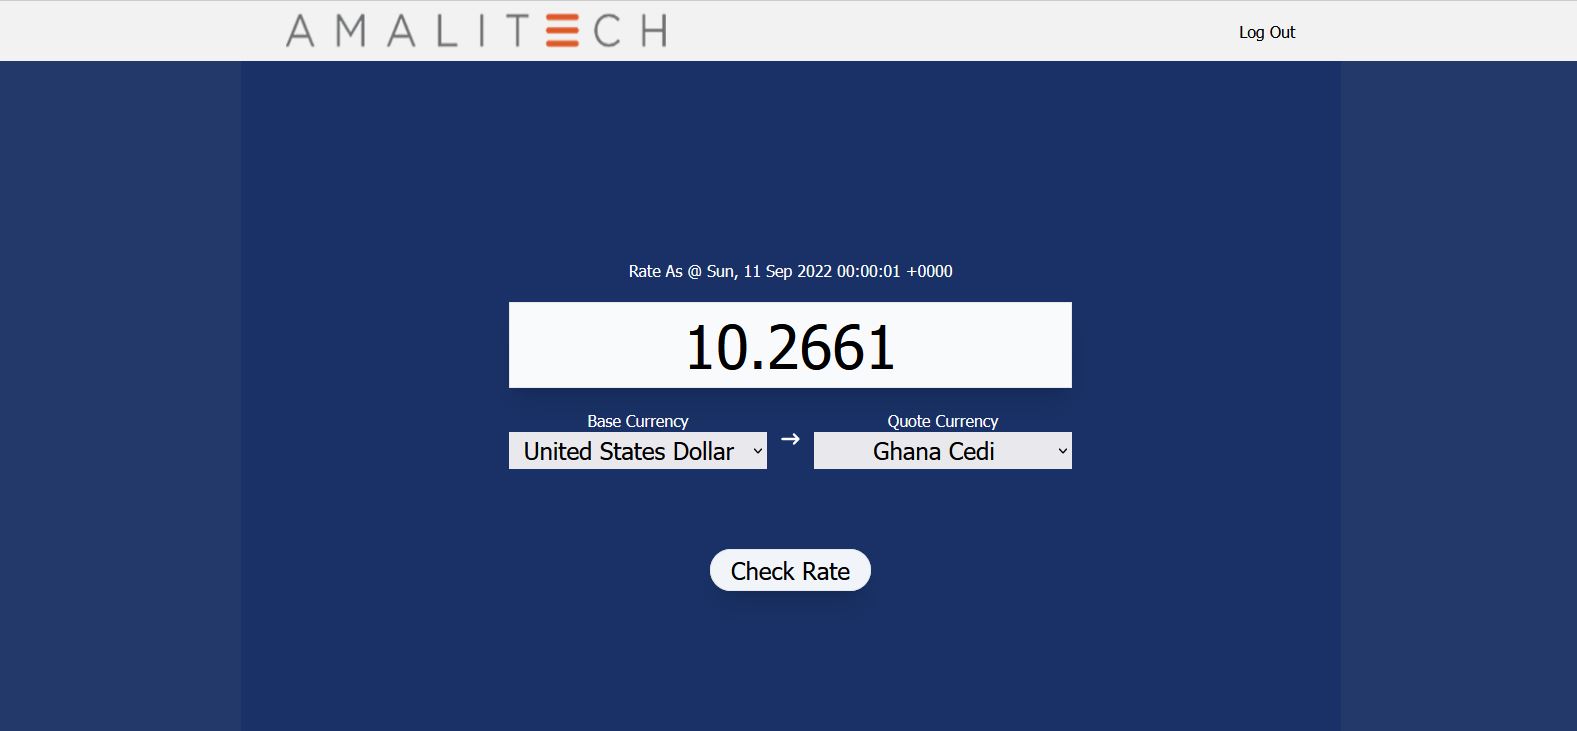 AMALITECH
Log Out
Rate As @ Sun, 11 Sep 2022 00:00:01 +0000
10.2661
Base Currency
United States Dollar
Quote Currency
Ghana Cedi
Check Rate